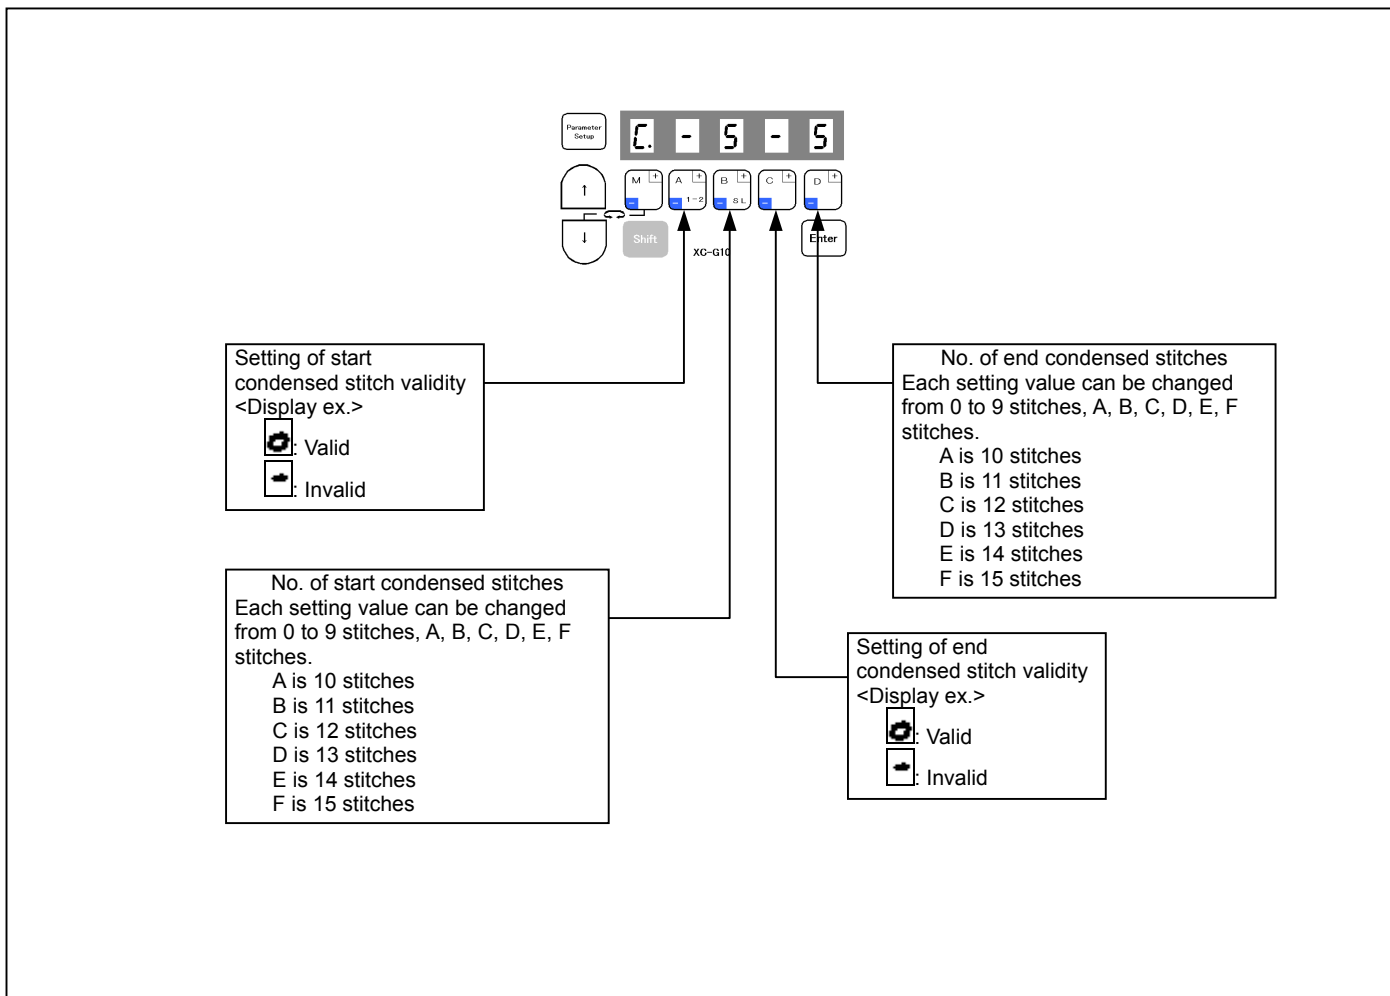 Parameter
Setup
C. - 5 - 5
↑
M +
-
A +
- 1-2
B +
- SL
C +
-
D +
-
↓
Shift
XC-G10
Enter
Setting of start
condensed stitch validity
<Display ex.>
: Valid
-: Invalid
No. of end condensed stitches
Each setting value can be changed
from 0 to 9 stitches, A, B, C, D, E, F
stitches.
A is 10 stitches
B is 11 stitches
C is 12 stitches
D is 13 stitches
E is 14 stitches
F is 15 stitches
No. of start condensed stitches
Each setting value can be changed
from 0 to 9 stitches, A, B, C, D, E, F
stitches.
A is 10 stitches
B is 11 stitches
C is 12 stitches
D is 13 stitches
E is 14 stitches
F is 15 stitches
Setting of end
condensed stitch validity
<Display ex.>
: Valid
-: Invalid